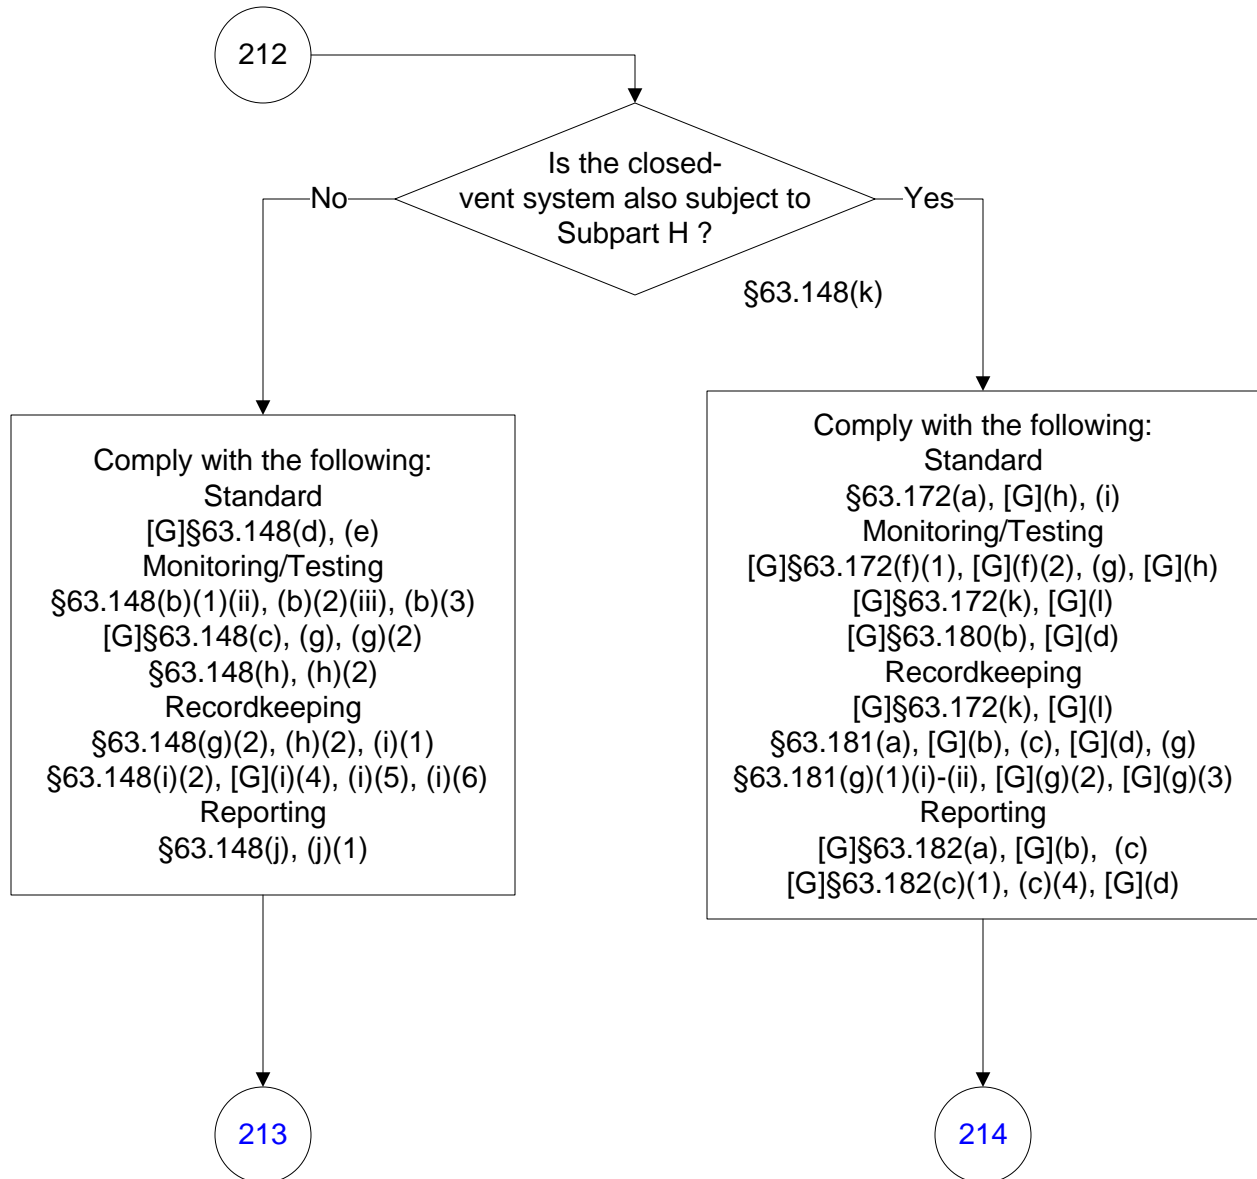 212
Is the closed-
vent system also subject to
Subpart H ?
No
Yes
§63.148(k)
Comply with the following:
Standard
[G]§63.148(d), (e)
Monitoring/Testing
§63.148(b)(1)(ii), (b)(2)(iii), (b)(3)
[G]§63.148(c), (g), (g)(2)
§63.148(h), (h)(2)
Recordkeeping
§63.148(g)(2), (h)(2), (i)(1)
§63.148(i)(2), [G](i)(4), (i)(5), (i)(6)
Reporting
§63.148(j), (j)(1)
Comply with the following:
Standard
§63.172(a), [G](h), (i)
Monitoring/Testing
[G]§63.172(f)(1), [G](f)(2), (g), [G](h)
[G]§63.172(k), [G](l)
[G]§63.180(b), [G](d)
Recordkeeping
[G]§63.172(k), [G](l)
§63.181(a), [G](b), (c), [G](d), (g)
§63.181(g)(1)(i)-(ii), [G](g)(2), [G](g)(3)
Reporting
[G]§63.182(a), [G](b),  (c)
[G]§63.182(c)(1), (c)(4), [G](d)
213
214